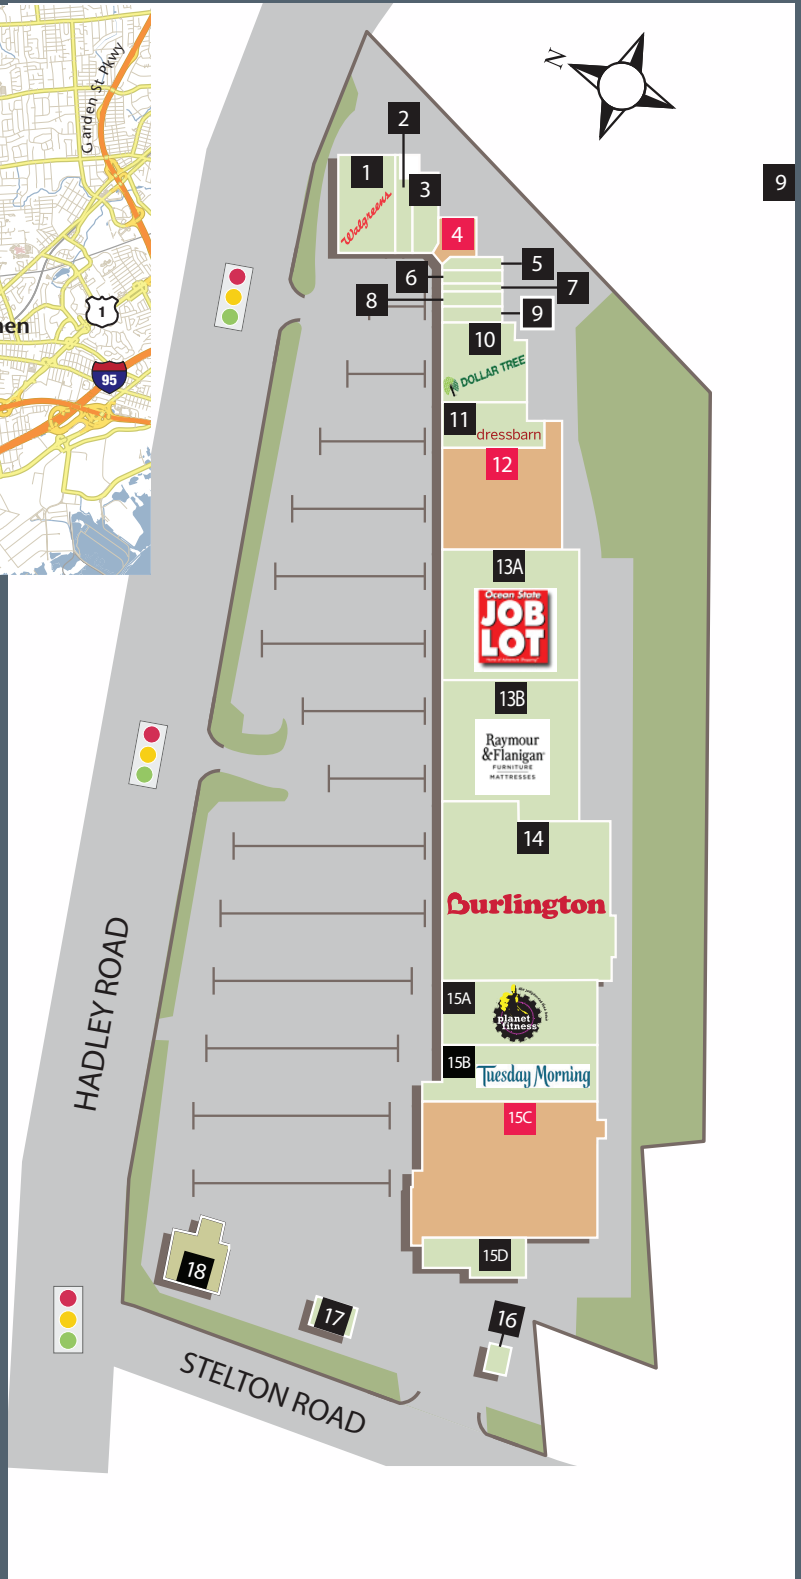 Garden St Pkwy
1
en
95
N
9
2
1
Walgreens
3
4
5
6
7
8
9
10
DOLLAR TREE
11
dressbarn
12
13A
Ocean State
JOB
LOT
13B
Raymour
&Flanigan
FURNITURE
MATTRESSES
14
Burlington
15A
planet
fitness
15B
Tuesday Morning
15C
15D
HADLEY ROAD
18
17
16
STELTON ROAD